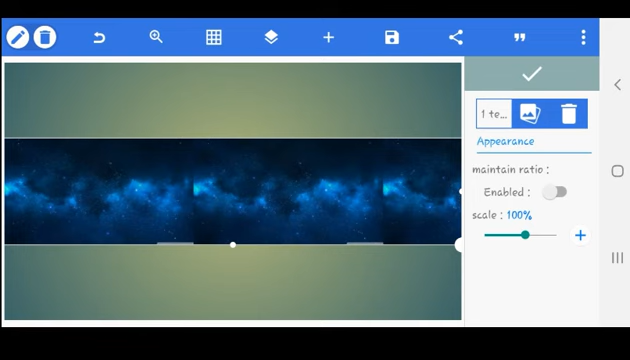 1 te...
Appearance
maintain ratio :
Enabled :
scale : 100%